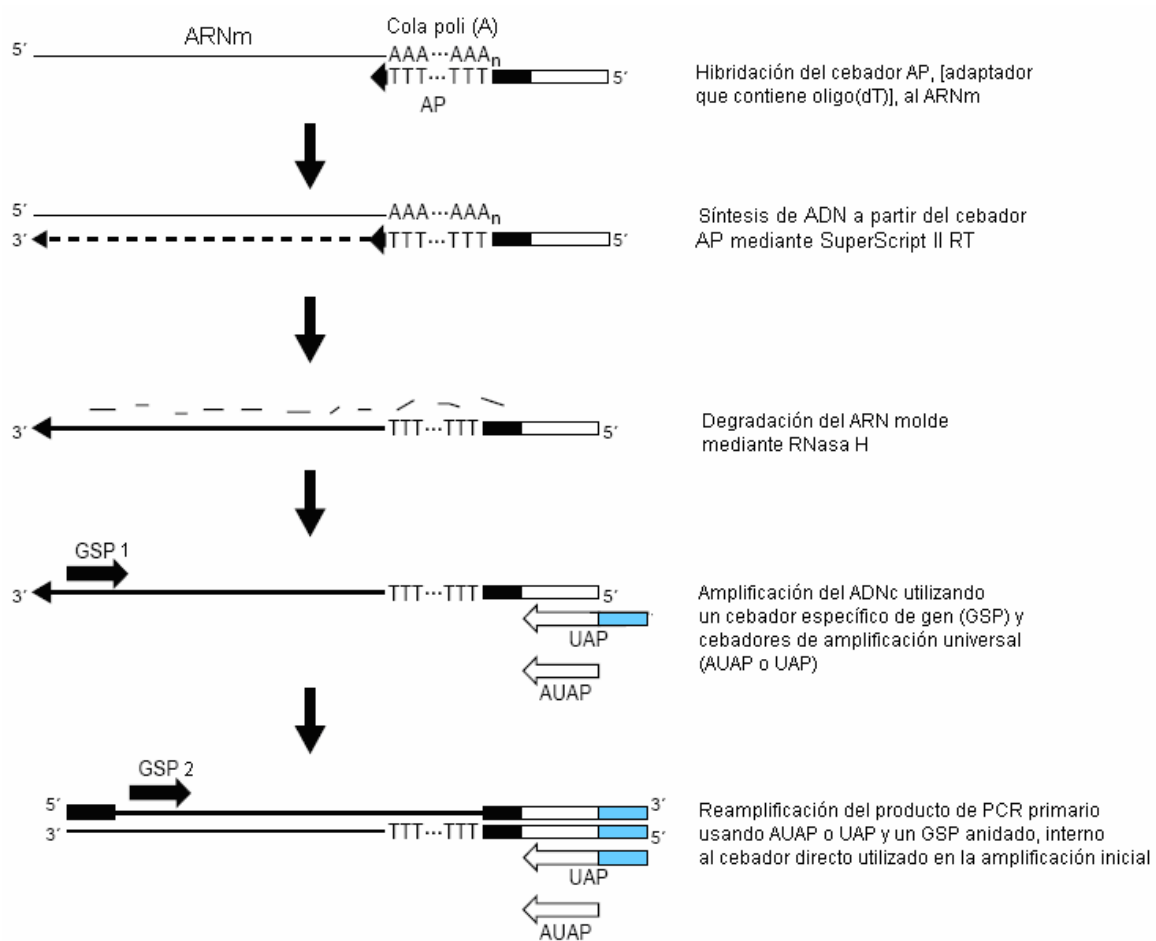 ARNm
Cola poli (A)
5´
AAA···AAAn
TTT···TTT
5´
AP
Hibridación del cebador AP, [adaptador
que contiene oligo(dT)], al ARNm
5´
AAA···AAAn
3´
TTT···TTT
5´
Síntesis de ADN a partir del cebador
AP mediante SuperScript II RT
3´
TTT···TTT
5´
Degradación del ARN molde
mediante RNasa H
GSP 1
3´
TTT···TTT
5´
UAP
AUAP
Amplificación del ADNc utilizando
un cebador específico de gen (GSP) y
cebadores de amplificación universal
(AUAP o UAP)
GSP 2
5´
3´
3´
TTT···TTT
5´
UAP
AUAP
Reamplificación del producto de PCR primario
usando AUAP o UAP y un GSP anidado, interno
al cebador directo utilizado en la amplificación inicial